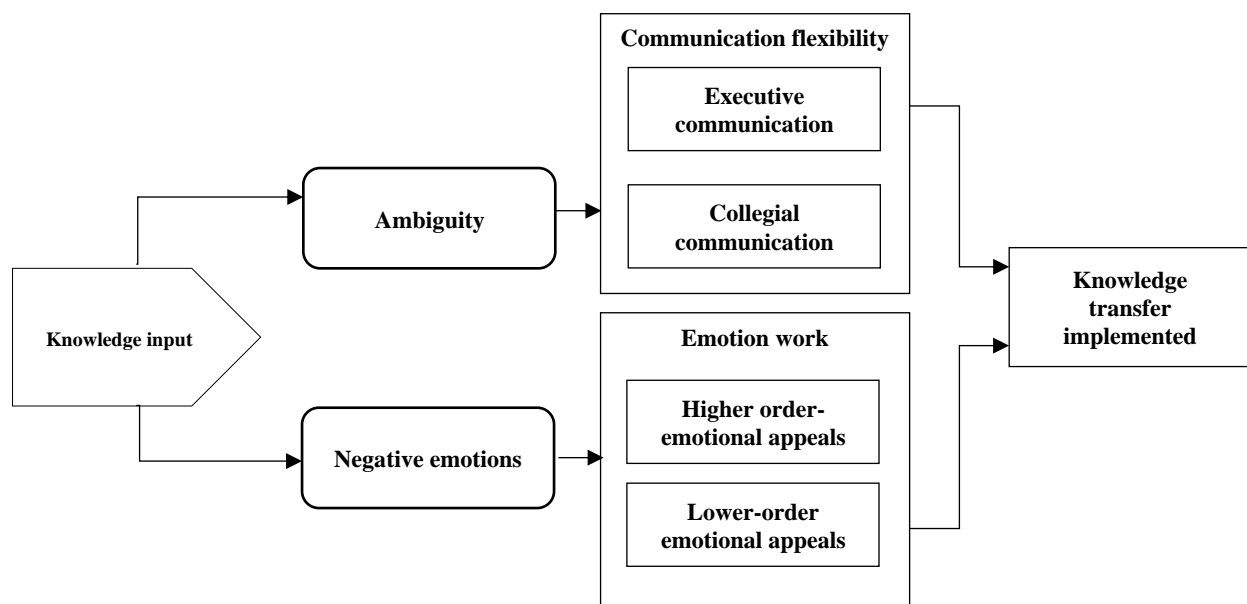 Communication flexibility
Executive
communication
Ambiguity
Collegial
communication
Knowledge input
Knowledge
transfer
implemented
Emotion work
Higher order-
emotional appeals
Negative emotions
Lower-order
emotional appeals